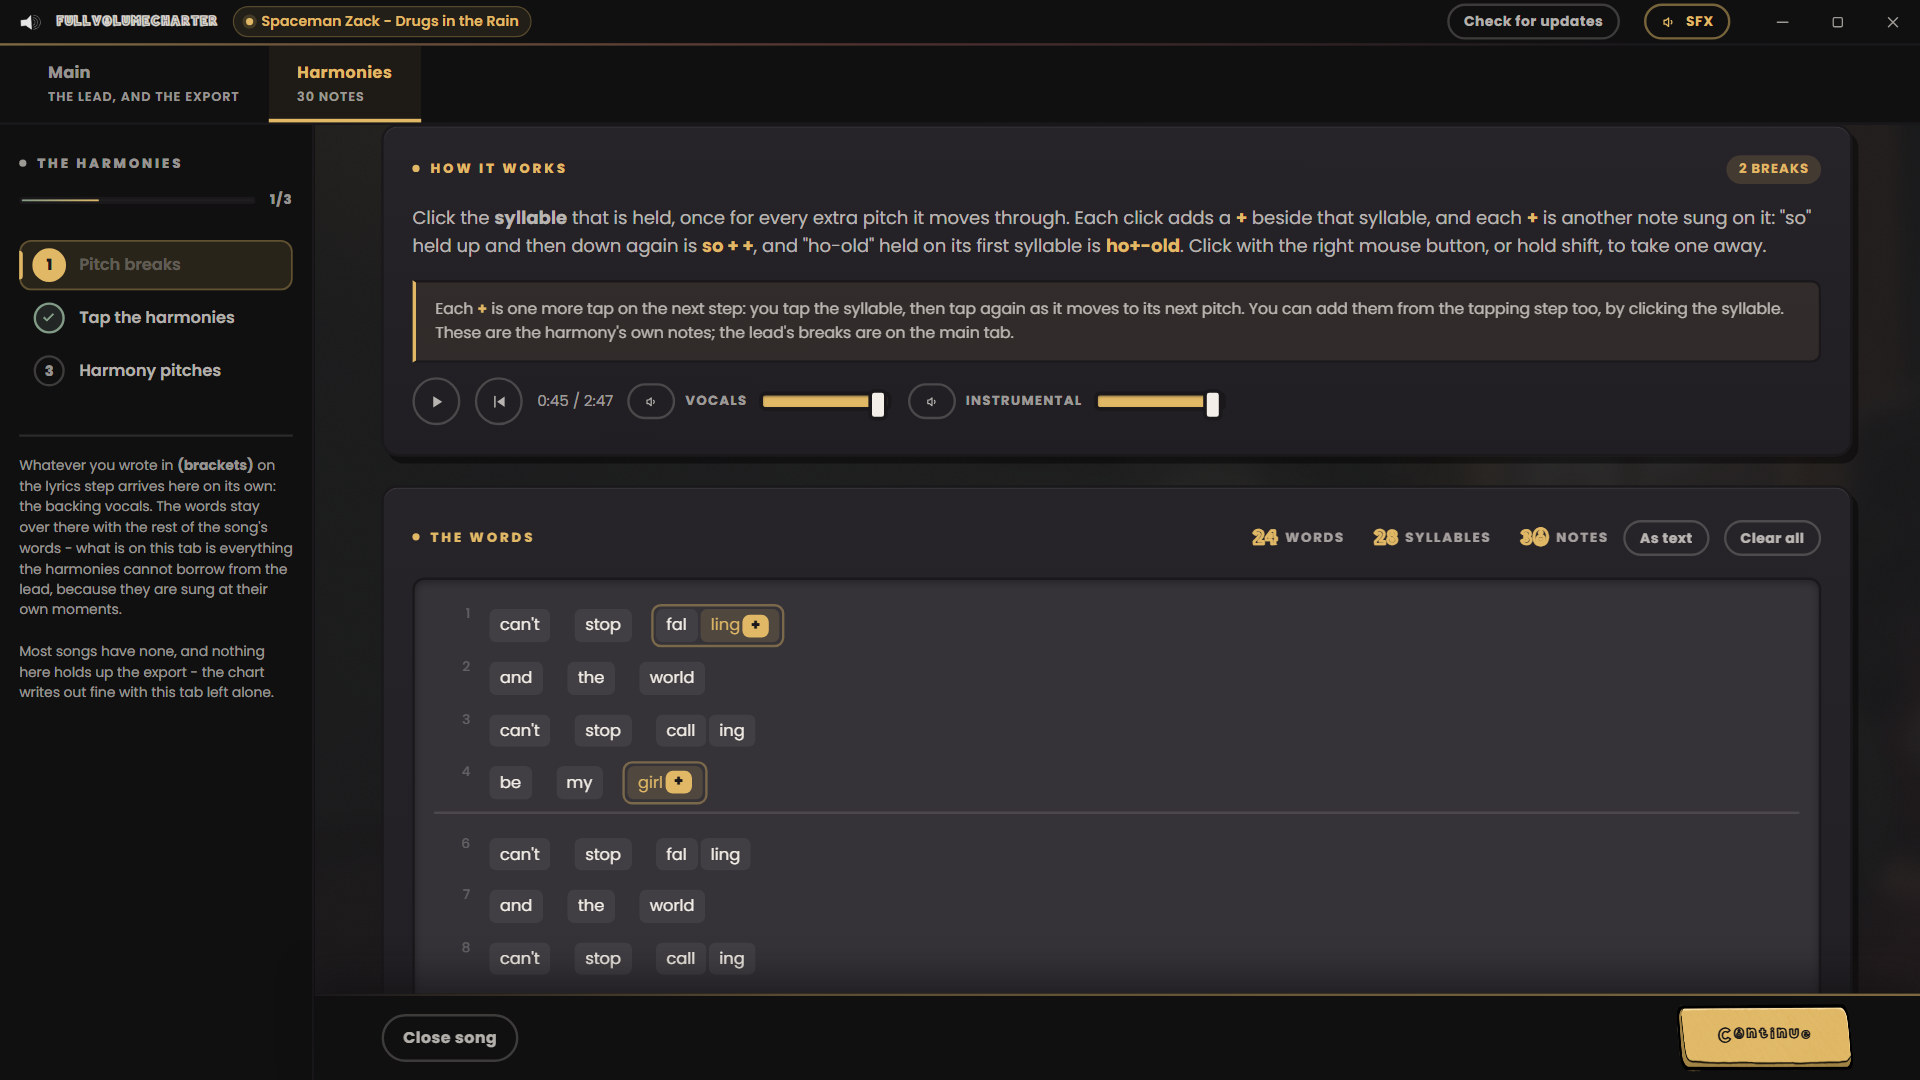 FULLVOLUMECHARTER
Spaceman Zack - Drugs in the Rain
Check for updates
SFX
Main
THE LEAD, AND THE EXPORT
Harmonies
30 NOTES
THE HARMONIES
1/3
1 Pitch breaks
Tap the harmonies
3 Harmony pitches
Whatever you wrote in (brackets) on
the lyrics step arrives here on its own:
the backing vocals. The words stay
over there with the rest of the song's
words - what is on this tab is everything
the harmonies cannot borrow from the
lead, because they are sung at their
own moments.
Most songs have none, and nothing
here holds up the export - the chart
writes out fine with this tab left alone.
HOW IT WORKS
2 BREAKS
Click the syllable that is held, once for every extra pitch it moves through. Each click adds a + beside that syllable, and each + is another note sung on it: "so"
held up and then down again is so + +, and "ho-old" held on its first syllable is ho+-old. Click with the right mouse button, or hold shift, to take one away.
Each + is one more tap on the next step: you tap the syllable, then tap again as it moves to its next pitch. You can add them from the tapping step too, by clicking the syllable.
These are the harmony's own notes; the lead's breaks are on the main tab.
0:45 / 2:47
VOCALS
INSTRUMENTAL
THE WORDS
24 WORDS
28 SYLLABLES
30 NOTES
As text
Clear all
1 can't stop fal ling +
2 and the world
3 can't stop call ing
4 be my girl +
6 can't stop fal ling
7 and the world
8 can't stop call ing
Close song
Continue